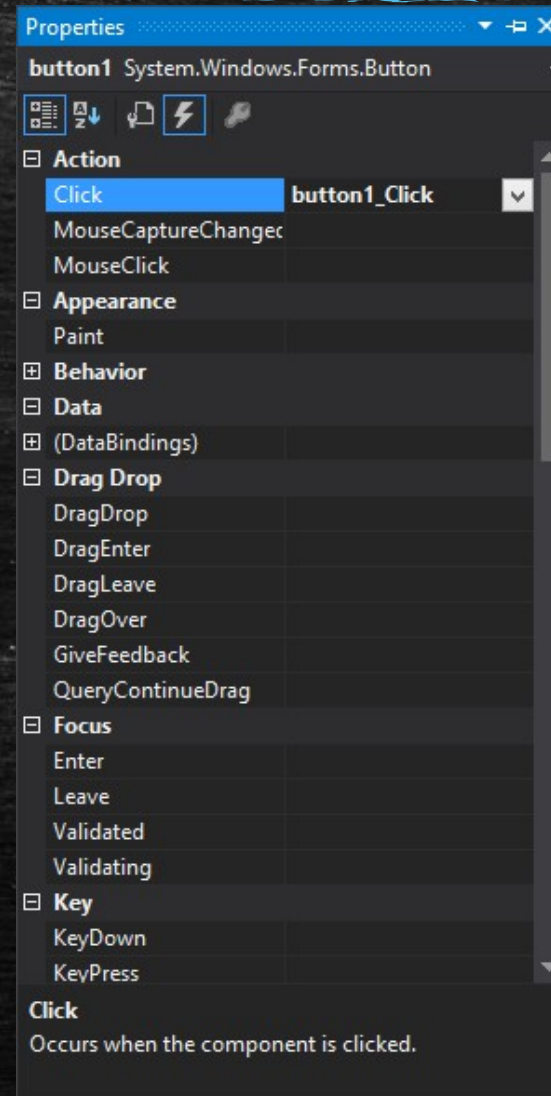 Properties
button1 System.Windows.Forms.Button
Action
Click button1_Click
MouseCaptureChanged
MouseClick
Appearance
Paint
Behavior
Data
(DataBindings)
Drag Drop
DragDrop
DragEnter
DragLeave
DragOver
GiveFeedback
QueryContinueDrag
Focus
Enter
Leave
Validated
Validating
Key
KeyDown
KeyPress
Click
Occurs when the component is clicked.